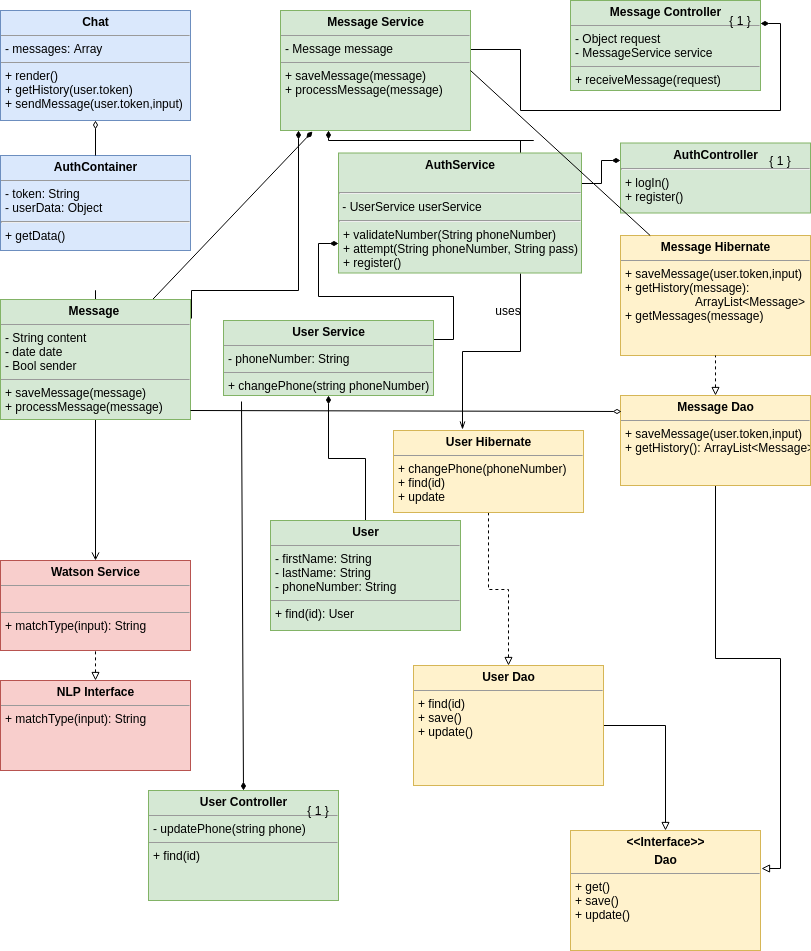 Chat
- messages: Array
+ render()
+ getHistory(user.token)
+ sendMessage(user.token,input)
Message Service
- Message message
+ saveMessage(message)
+ processMessage(message)
Message Controller
{ 1 }
- Object request
- MessageService service
+ receiveMessage(request)
AuthContainer
- token: String
- userData: Object
+ getData()
AuthService
- UserService userService
+ validateNumber(String phoneNumber)
+ attempt(String phoneNumber, String pass)
+ register()
AuthController
{ 1 }
+ logIn()
+ register()
Message Hibernate
+ saveMessage(user.token,input)
+ getHistory(message):
ArrayList<Message>
+ getMessages(message)
Message
- String content
- date date
- Bool sender
+ saveMessage(message)
+ processMessage(message)
uses
User Service
- phoneNumber: String
+ changePhone(string phoneNumber)
Message Dao
+ saveMessage(user.token,input)
+ getHistory(): ArrayList<Message>
User Hibernate
+ changePhone(phoneNumber)
+ find(id)
+ update
User
- firstName: String
- lastName: String
- phoneNumber: String
+ find(id): User
Watson Service
+ matchType(input): String
NLP Interface
+ matchType(input): String
User Dao
+ find(id)
+ save()
+ update()
User Controller
{ 1 }
- updatePhone(string phone)
+ find(id)
<<Interface>>
Dao
+ get()
+ save()
+ update()